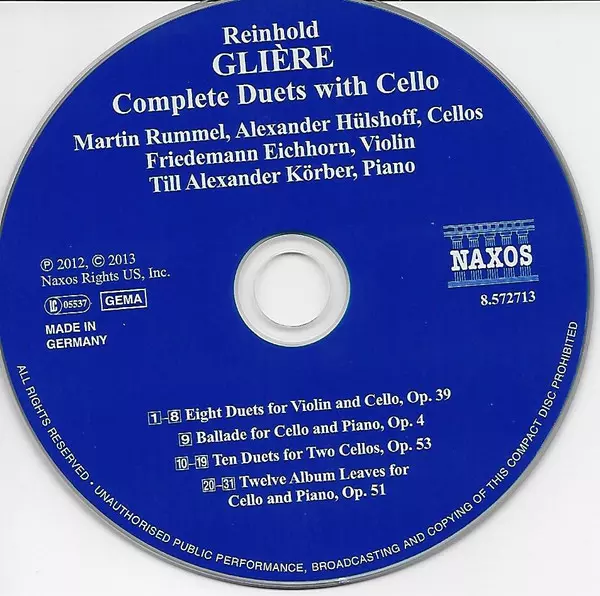 Reinhold
GLIÈRE
Complete Duets with Cello
Martin Rummel, Alexander Hülshoff, Cellos
Friedemann Eichhorn, Violin
Till Alexander Körber, Piano
℗ 2012, © 2013
Naxos Rights US, Inc.
LC 05537 GEMA
MADE IN
GERMANY
NAXOS
8.572713
1-8 Eight Duets for Violin and Cello, Op. 39
9 Ballade for Cello and Piano, Op. 4
10-19 Ten Duets for Two Cellos, Op. 53
20-31 Twelve Album Leaves for
Cello and Piano, Op. 51
ALL RIGHTS RESERVED · UNAUTHORISED PUBLIC PERFORMANCE, BROADCASTING AND COPYING OF THIS COMPACT DISC PROHIBITED